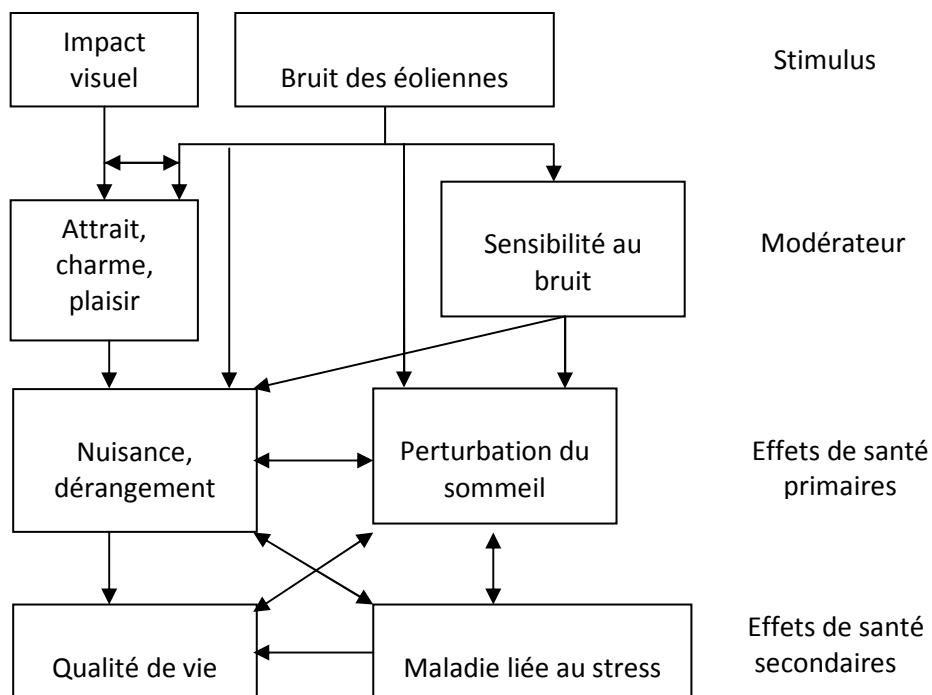 Impact
visuel
Bruit des éoliennes
Stimulus
Attrait,
charme,
plaisir
Sensibilité au
bruit
Modérateur
Nuisance,
dérangement
Perturbation du
sommeil
Effets de santé
primaires
Qualité de vie
Maladie liée au stress
Effets de santé
secondaires